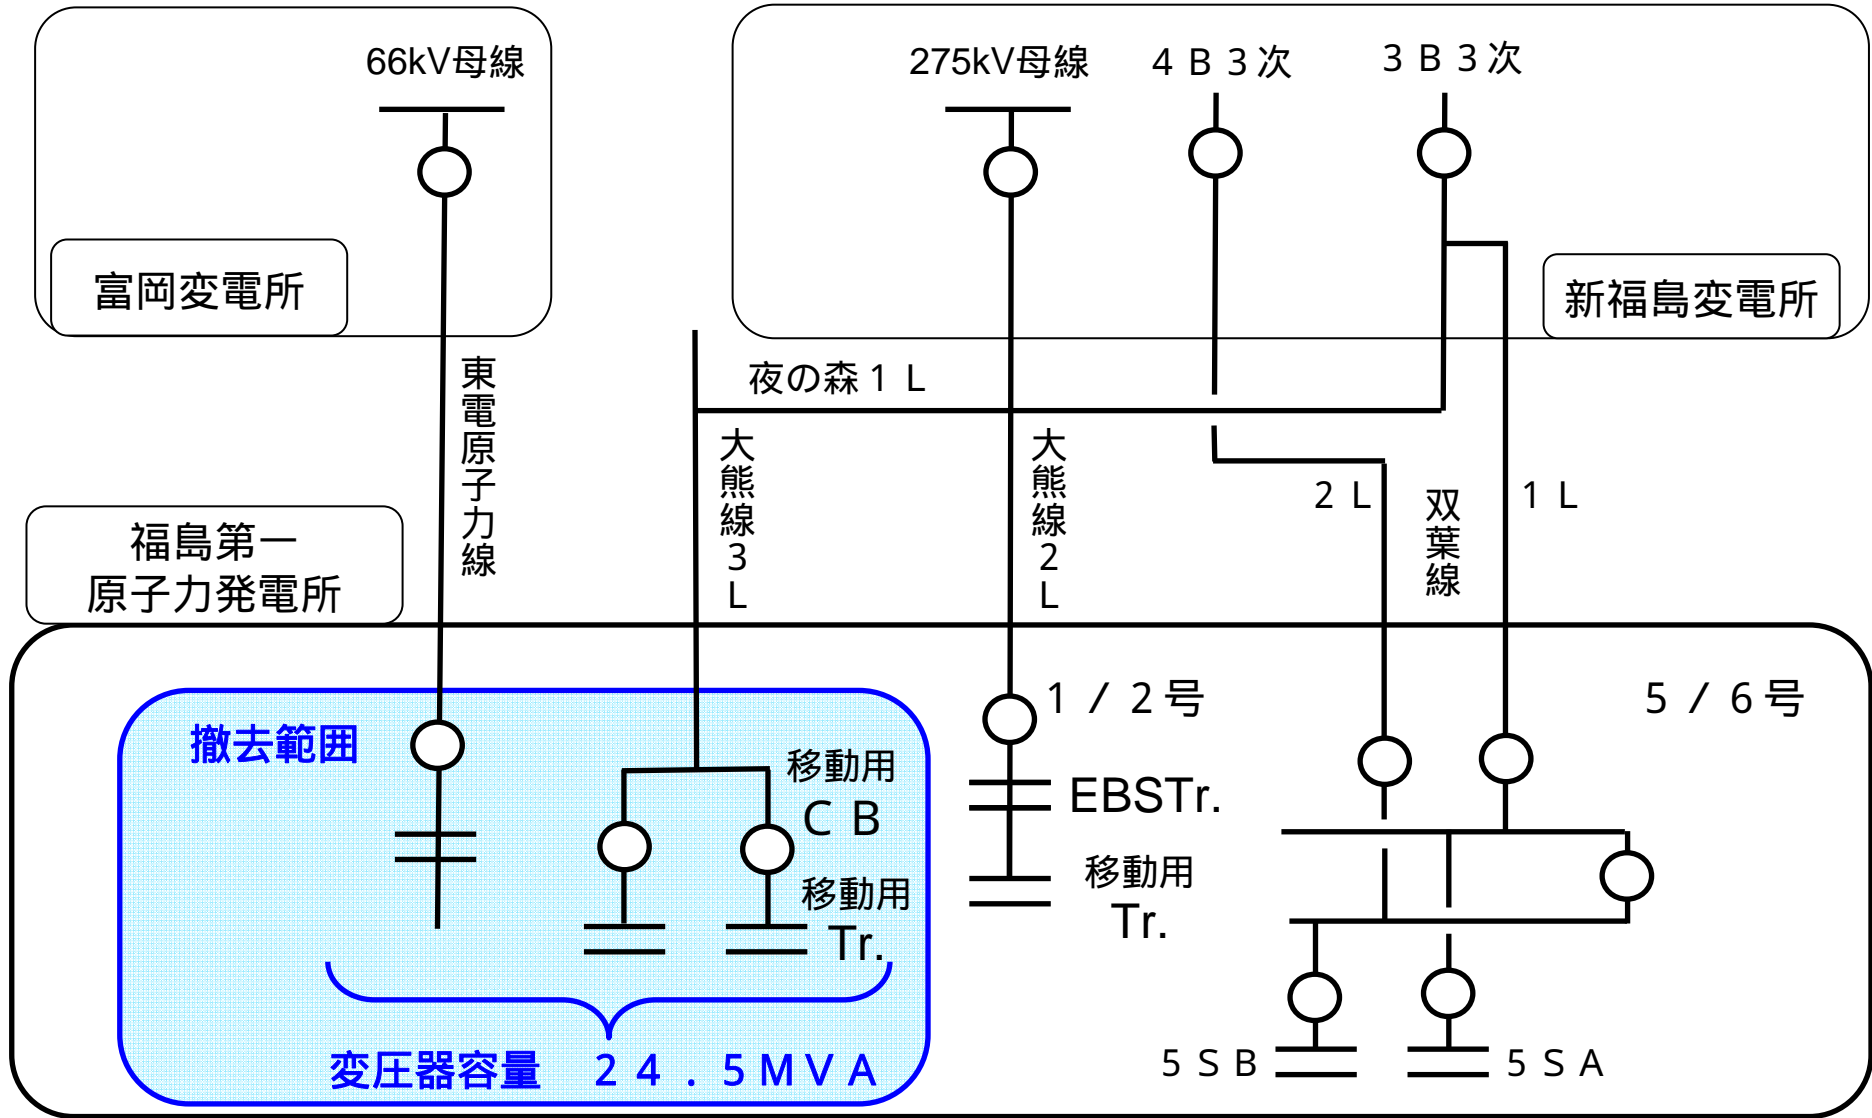 66kV母線
275kV母線
４Ｂ３次
３Ｂ３次
富岡変電所
新福島変電所
東電原子力線
夜の森１Ｌ
大熊線３Ｌ
大熊線２Ｌ
２Ｌ
双葉線
１Ｌ
福島第一
原子力発電所
１／２号
５／６号
撤去範囲
移動用
ＣＢ
EBSTr.
移動用
Tr.
移動用
Tr.
変圧器容量　２４．５ＭＶＡ
５ＳＢ
５ＳＡ